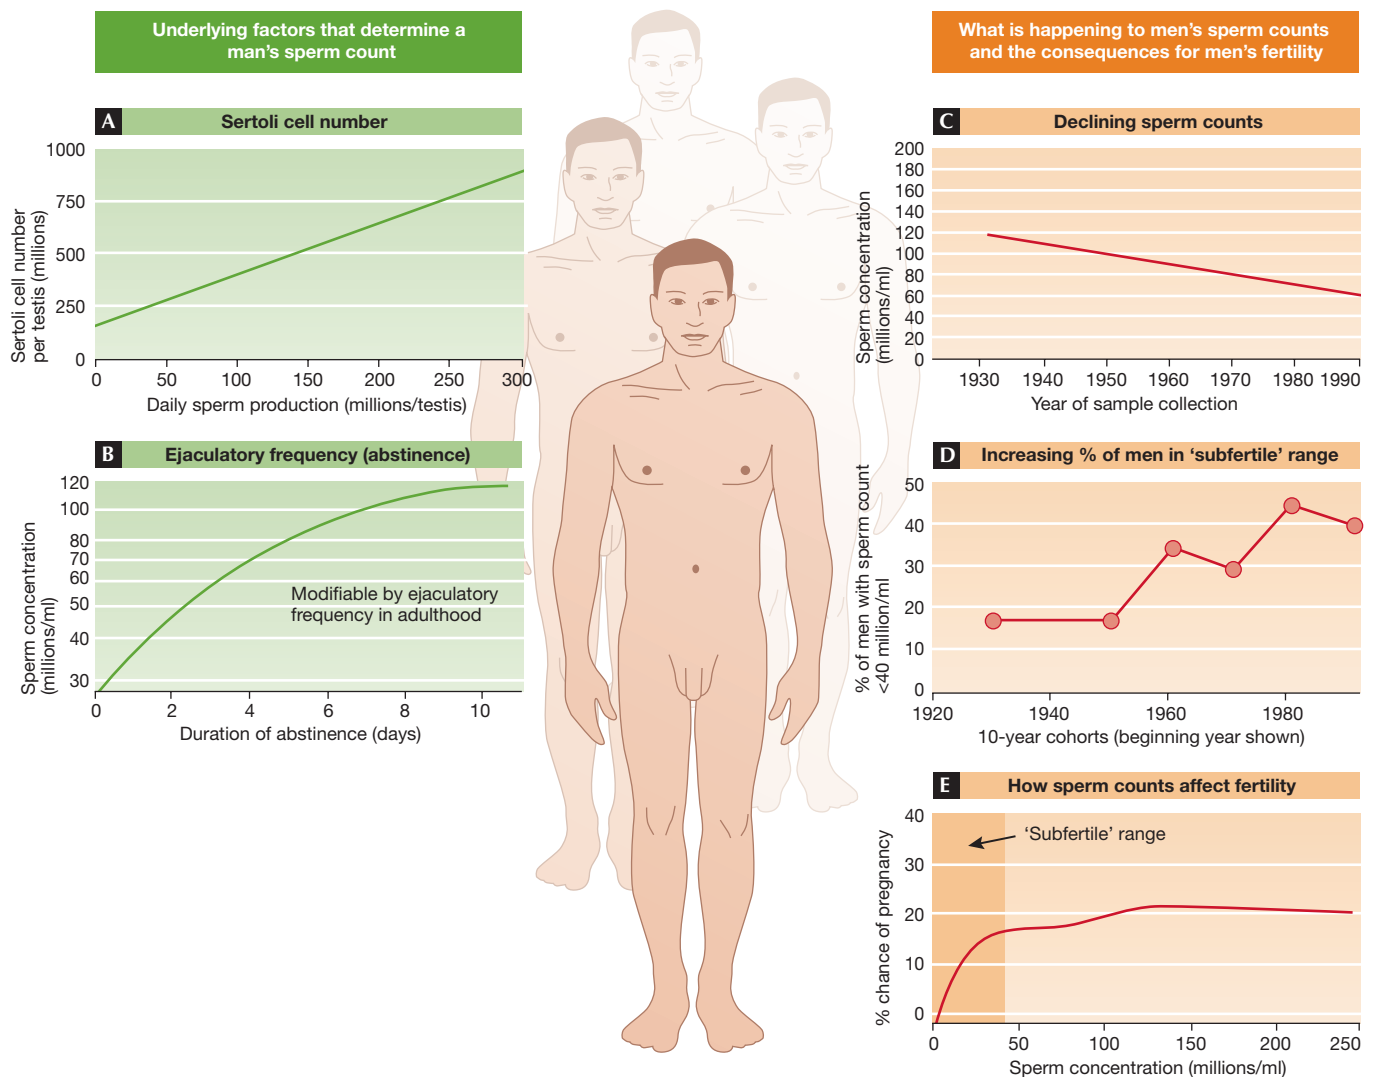 Underlying factors that determine a
man’s sperm count
A
Sertoli cell number
Sertoli cell number
per testis (millions)
1000
750
500
250
0
0 50 100 150 200 250 300
Daily sperm production (millions/testis)
B
Ejaculatory frequency (abstinence)
Sperm concentration
(millions/ml)
120
100
80
70
60
50
40
30
Modifiable by ejaculatory
frequency in adulthood
0 2 4 6 8 10
Duration of abstinence (days)
What is happening to men’s sperm counts
and the consequences for men’s fertility
C
Declining sperm counts
Sperm concentration
(millions/ml)
200
180
160
140
120
100
80
60
40
20
0
1930 1940 1950 1960 1970 1980 1990
Year of sample collection
D
Increasing % of men in ‘subfertile’ range
% of men with sperm count
<40 million/ml
50
40
30
20
10
0
1920 1940 1960 1980
10-year cohorts (beginning year shown)
E
How sperm counts affect fertility
% chance of pregnancy
40
30
20
10
0
‘Subfertile’ range
0 50 100 150 200 250
Sperm concentration (millions/ml)